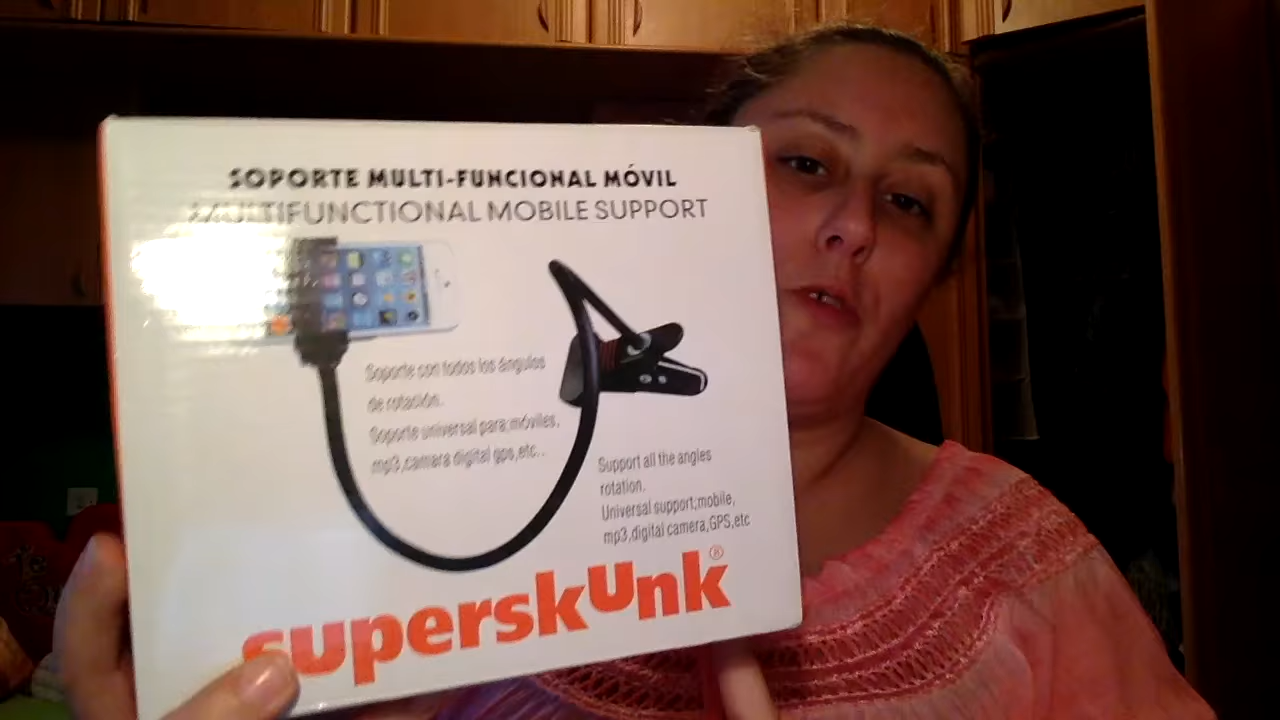 SOPORTE MULTI-FUNCIONAL MÓVIL
MULTIFUNCTIONAL MOBILE SUPPORT
Soporte con todos los ángulos
de rotación.
Soporte universal para;móviles,
mp3,camara digital gps,etc..
Support all the angles
rotation.
Universal support;mobile,
mp3,digital camera,GPS,etc
superskunk®